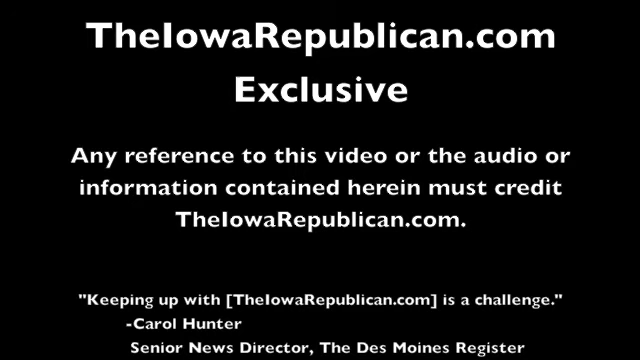 TheIowaRepublican.com
Exclusive
Any reference to this video or the audio or
information contained herein must credit
TheIowaRepublican.com.
"Keeping up with [TheIowaRepublican.com] is a challenge."
-Carol Hunter
Senior News Director, The Des Moines Register